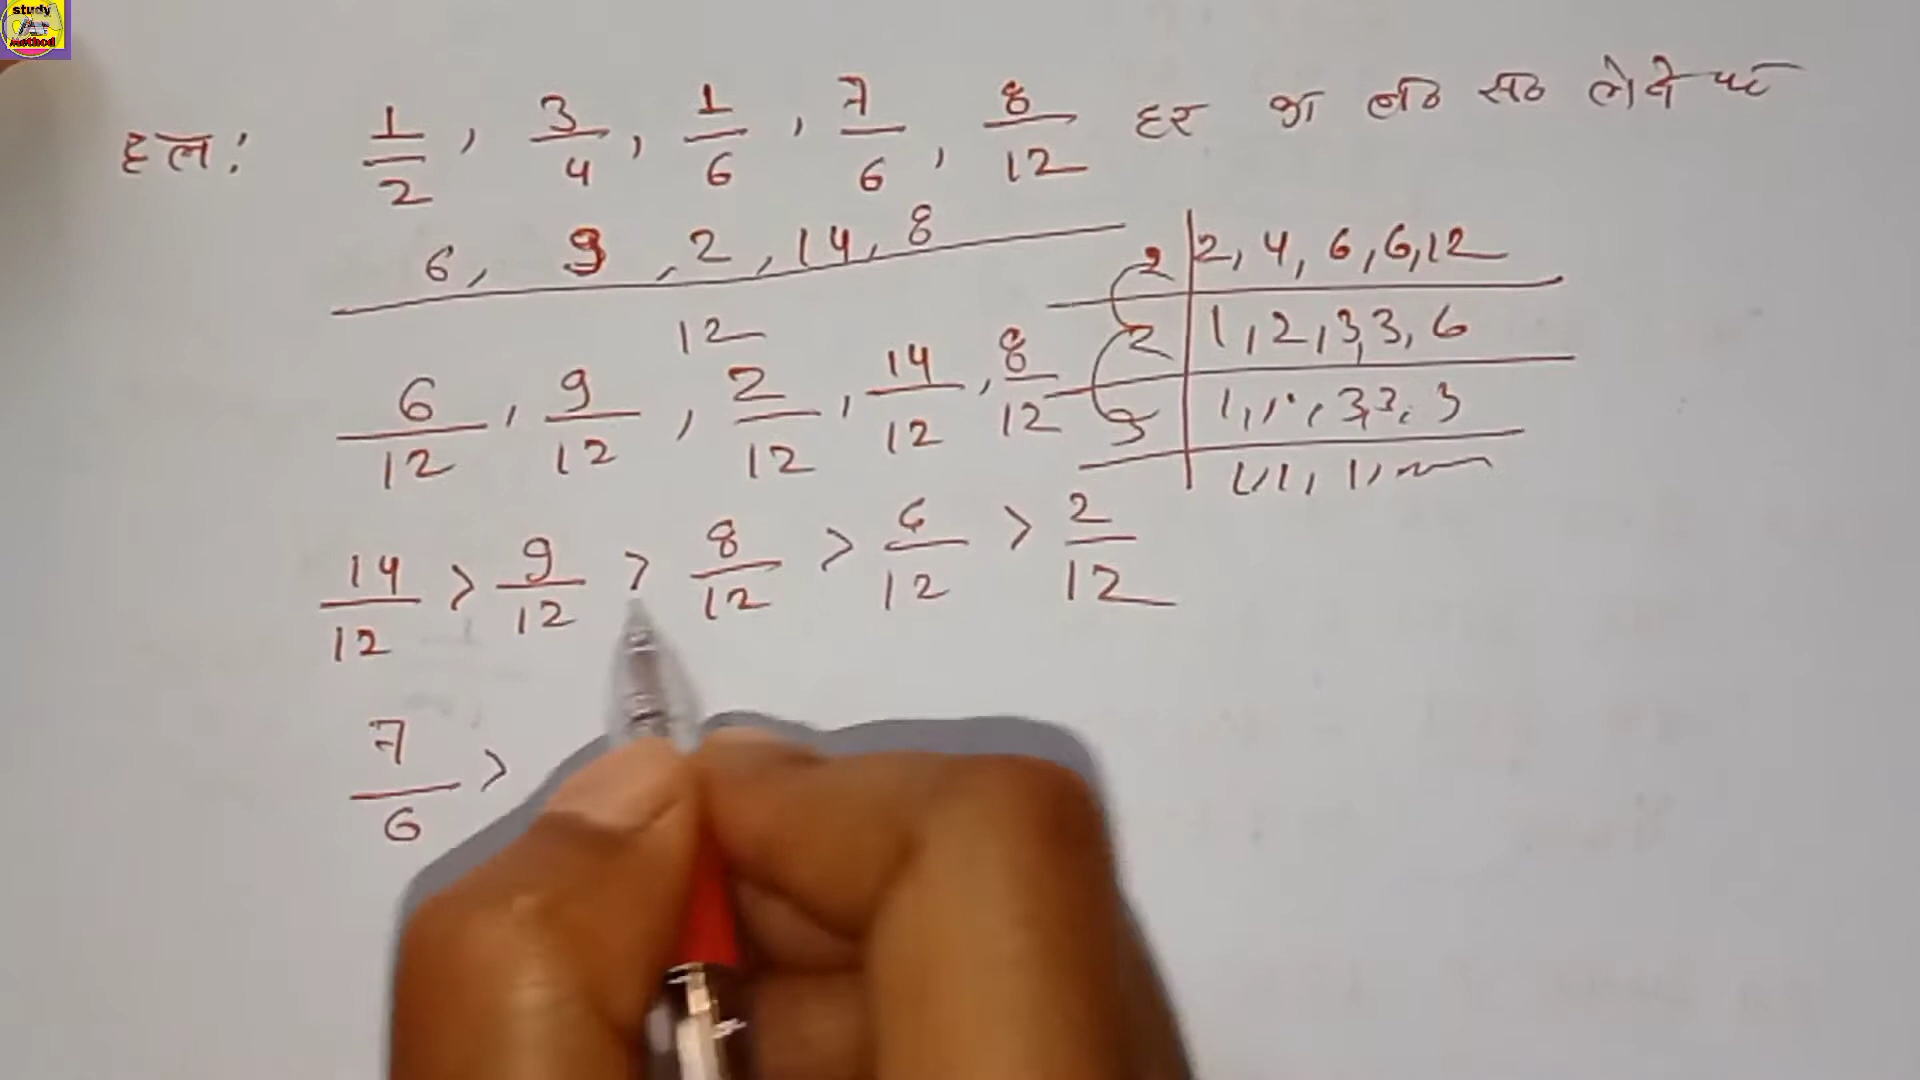 study
Method
हल: 1/2, 3/4, 1/6, 7/6, 8/12 हर का ल० स० लेने पर
6, 9, 2, 14, 8
12
6/12, 9/12, 2/12, 14/12, 8/12
14/12 > 9/12 > 8/12 > 6/12 > 2/12
7/6 >
2 | 2, 4, 6, 6, 12
2 | 1, 2, 3, 3, 6
3 | 1, 1, 3, 3, 3
1, 1, 1,